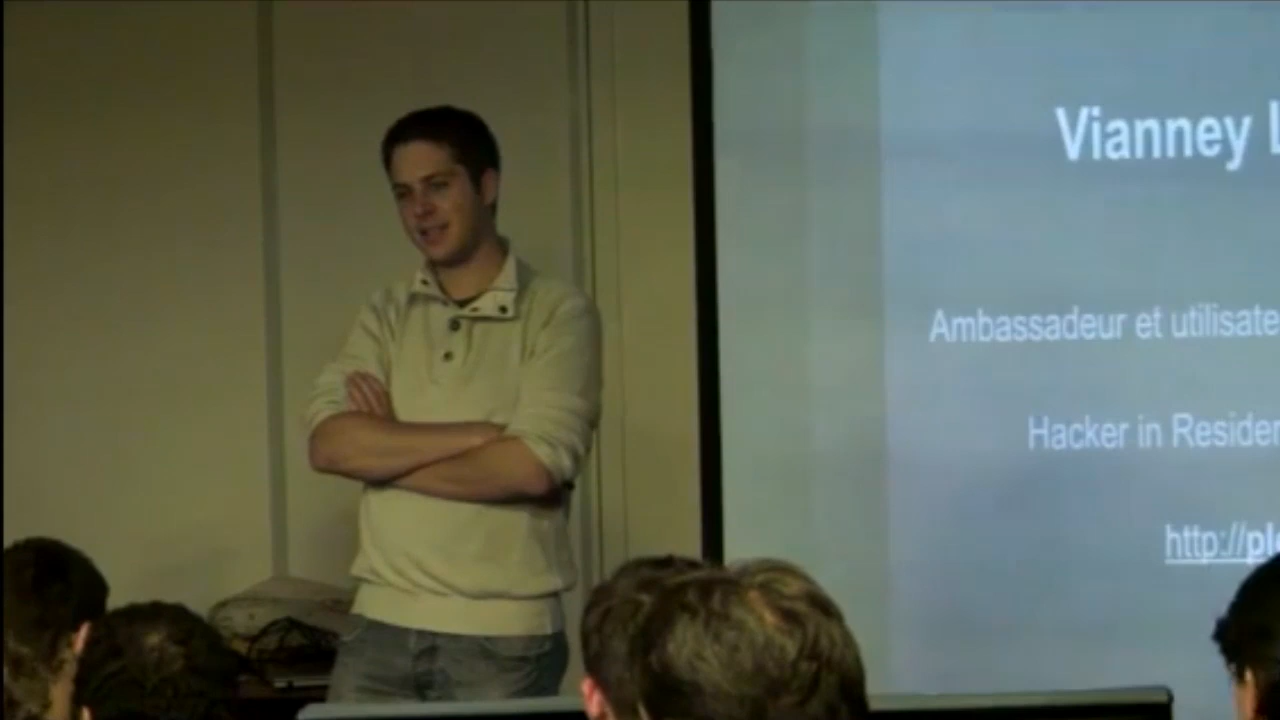 Vianney L
Ambassadeur et utilisate
Hacker in Residen
http://pl